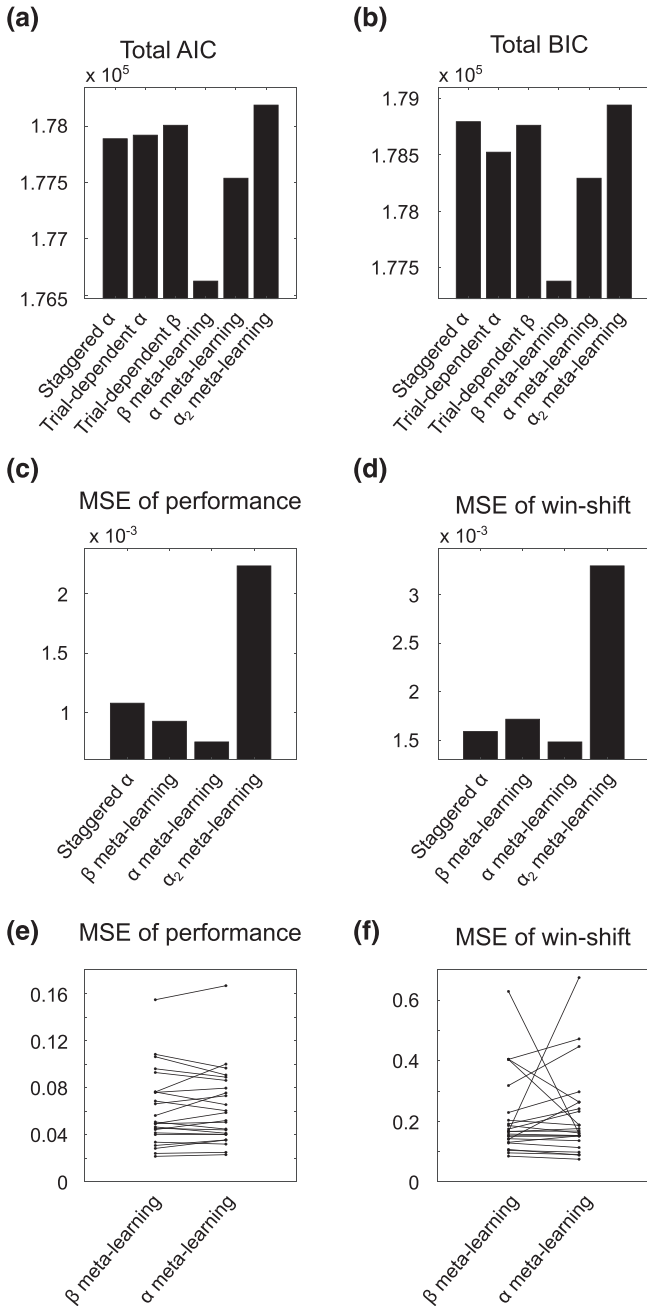 (a)
Total AIC
x 10⁵
1.78
1.775
1.77
1.765
Staggered α
Trial-dependent α
Trial-dependent β
β meta-learning
α meta-learning
α₂ meta-learning
(b)
Total BIC
x 10⁵
1.79
1.785
1.78
1.775
Staggered α
Trial-dependent α
Trial-dependent β
β meta-learning
α meta-learning
α₂ meta-learning
(c)
MSE of performance
x 10⁻³
2
1.5
1
Staggered α
β meta-learning
α meta-learning
α₂ meta-learning
(d)
MSE of win-shift
x 10⁻³
3
2.5
2
1.5
Staggered α
β meta-learning
α meta-learning
α₂ meta-learning
(e)
MSE of performance
0.16
0.12
0.08
0.04
0
β meta-learning
α meta-learning
(f)
MSE of win-shift
0.6
0.4
0.2
0
β meta-learning
α meta-learning